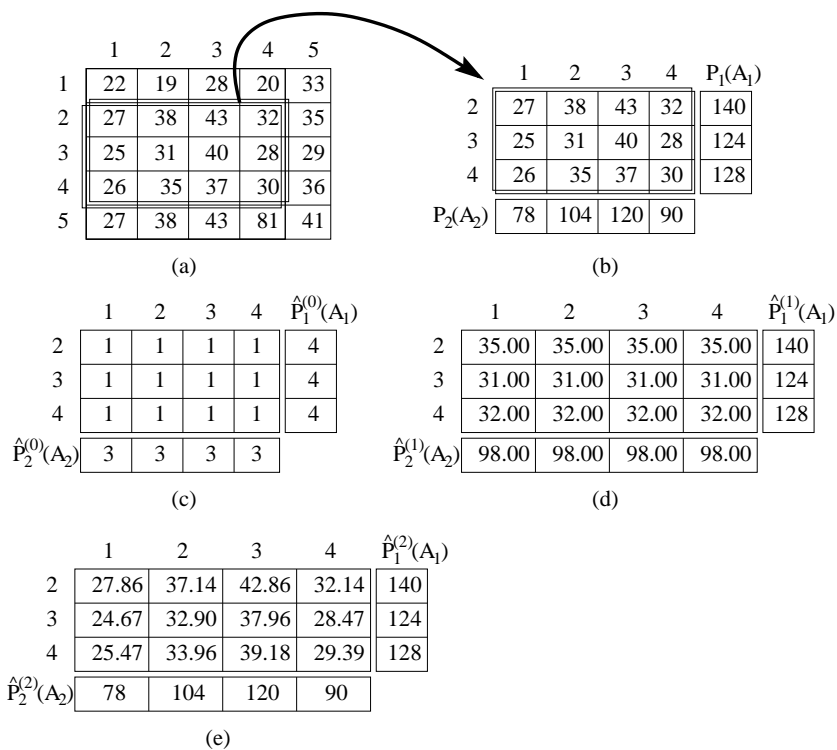 1 2 3 4 5
1 22 19 28 20 33
2 27 38 43 32 35
3 25 31 40 28 29
4 26 35 37 30 36
5 27 38 43 81 41
(a)
1 2 3 4 P1(A1)
2 27 38 43 32 140
3 25 31 40 28 124
4 26 35 37 30 128
P2(A2) 78 104 120 90
(b)
1 2 3 4 P̂1(0)(A1)
2 1 1 1 1 4
3 1 1 1 1 4
4 1 1 1 1 4
P̂2(0)(A2) 3 3 3 3
(c)
1 2 3 4 P̂1(1)(A1)
2 35.00 35.00 35.00 35.00 140
3 31.00 31.00 31.00 31.00 124
4 32.00 32.00 32.00 32.00 128
P̂2(1)(A2) 98.00 98.00 98.00 98.00
(d)
1 2 3 4 P̂1(2)(A1)
2 27.86 37.14 42.86 32.14 140
3 24.67 32.90 37.96 28.47 124
4 25.47 33.96 39.18 29.39 128
P̂2(2)(A2) 78 104 120 90
(e)